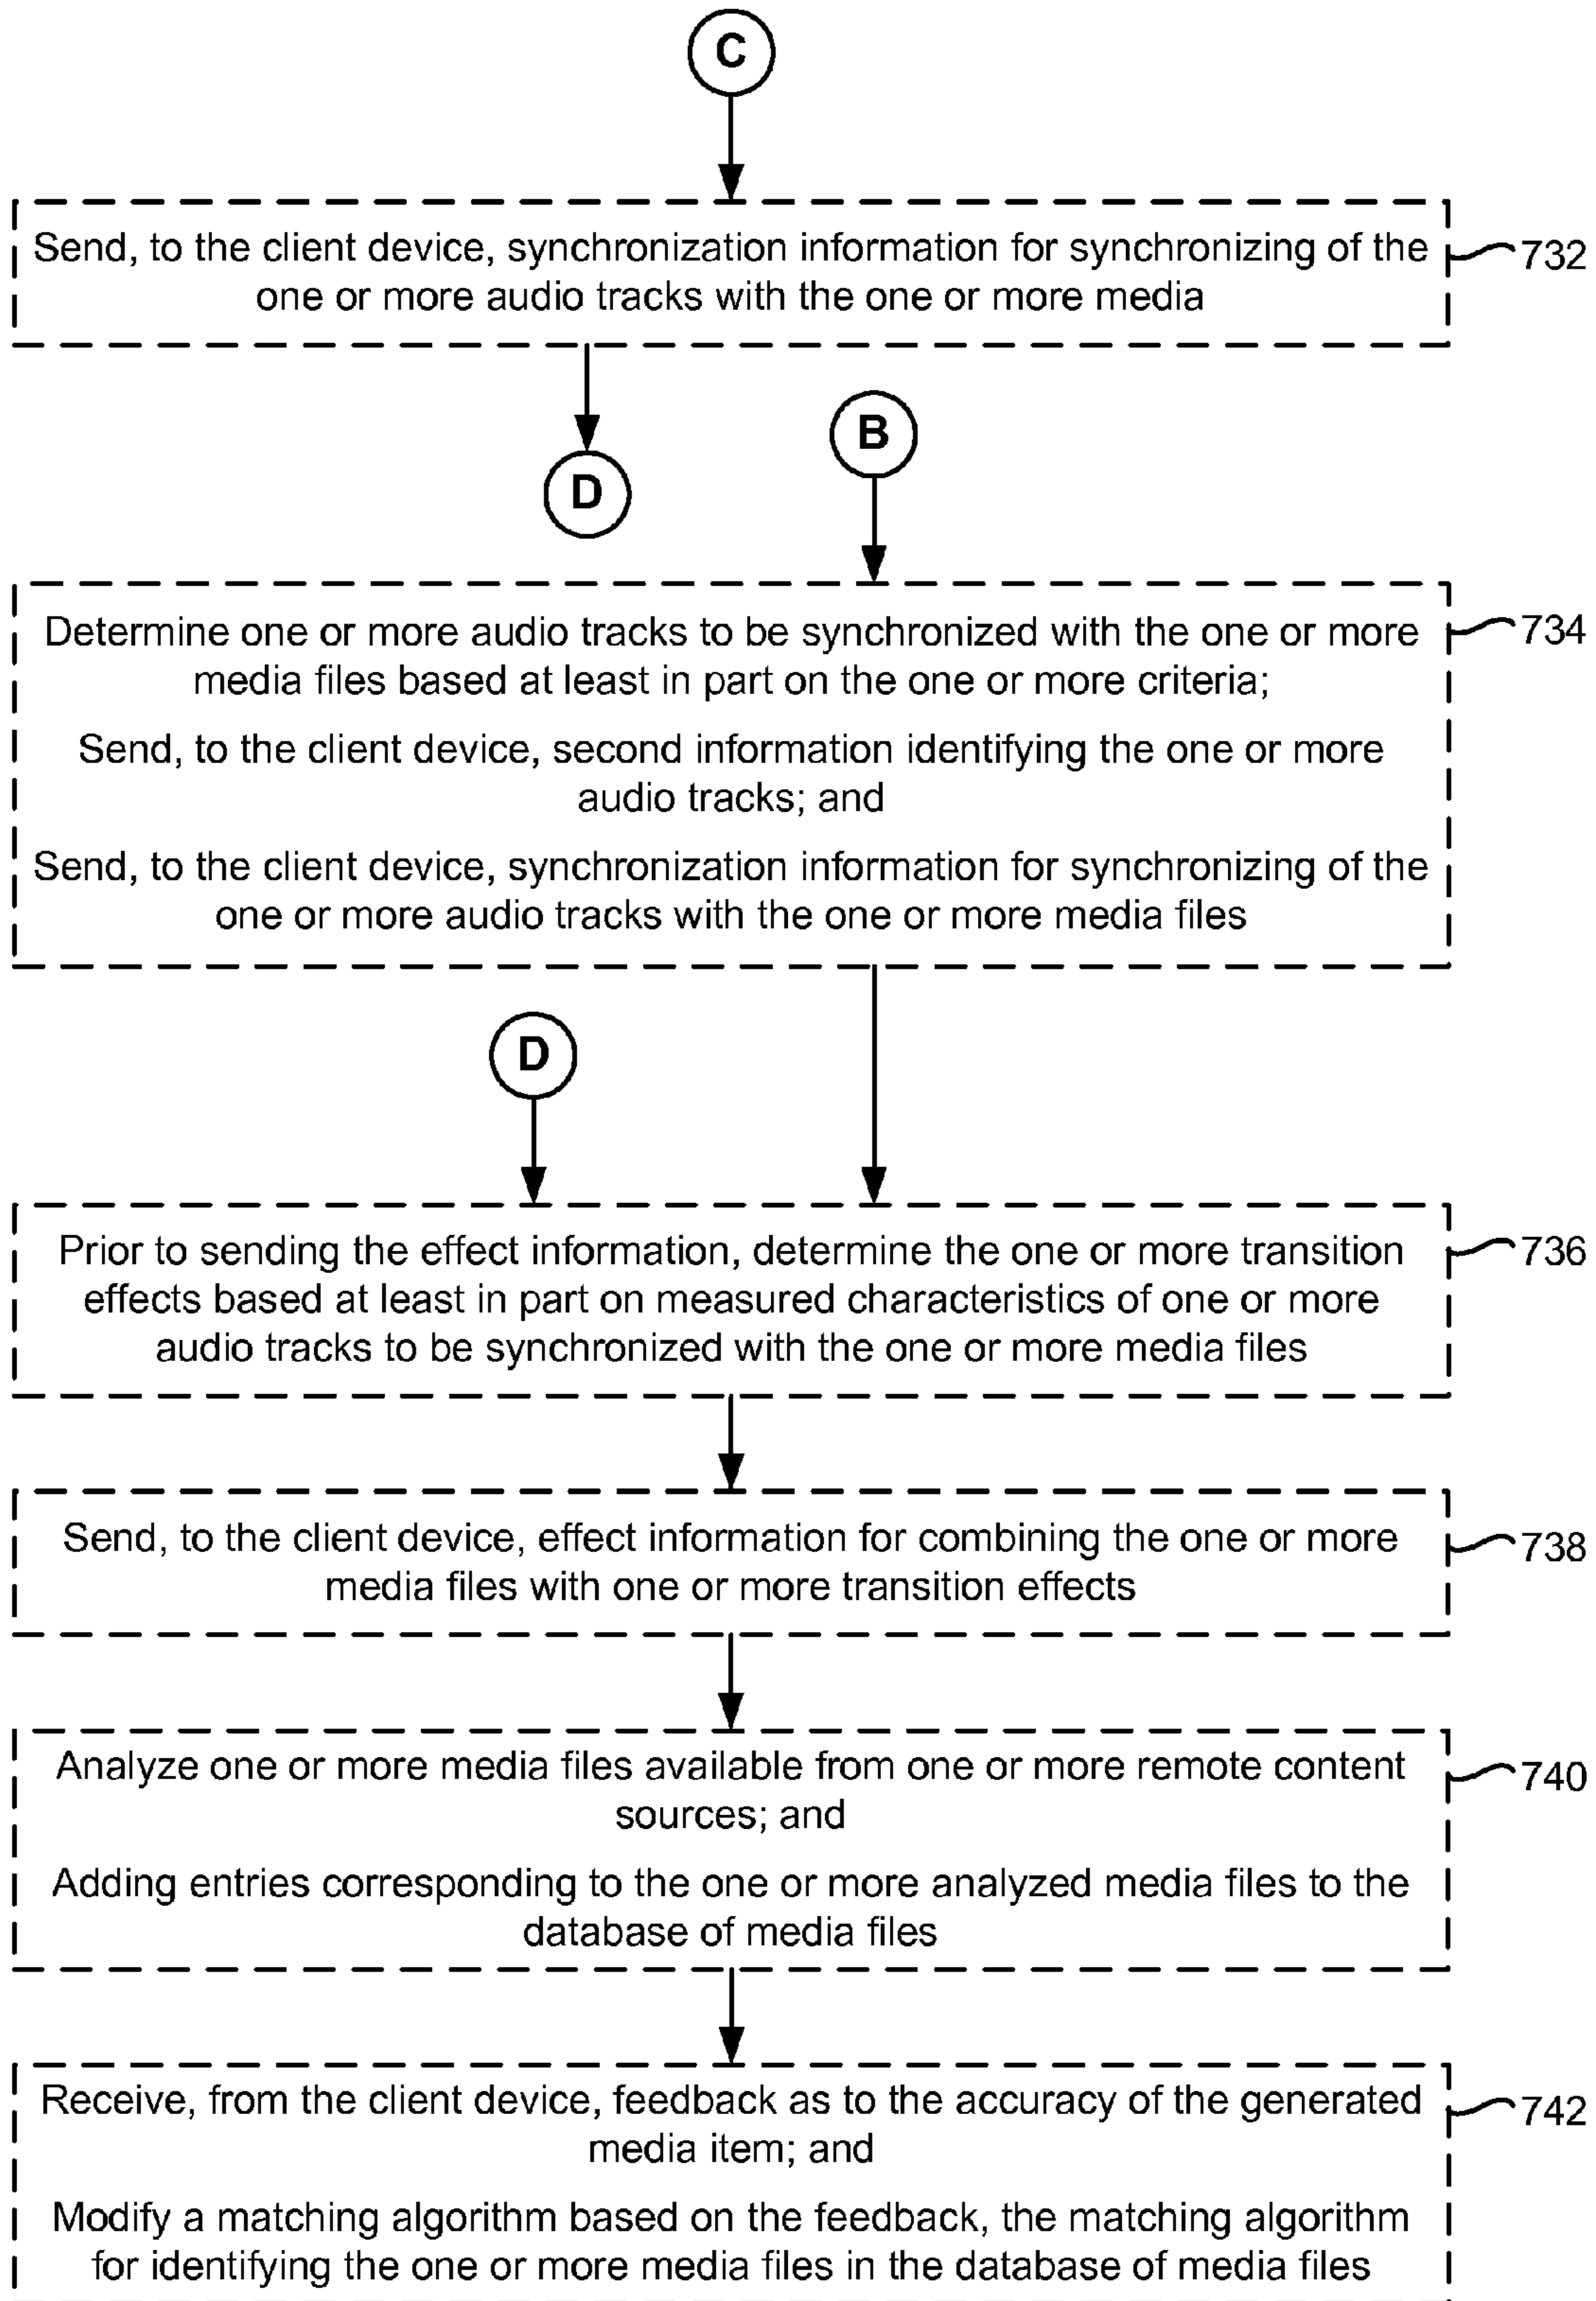 C
Send, to the client device, synchronization information for synchronizing of the
one or more audio tracks with the one or more media
732
B
D
Determine one or more audio tracks to be synchronized with the one or more
media files based at least in part on the one or more criteria;
Send, to the client device, second information identifying the one or more
audio tracks; and
Send, to the client device, synchronization information for synchronizing of the
one or more audio tracks with the one or more media files
734
D
Prior to sending the effect information, determine the one or more transition
effects based at least in part on measured characteristics of one or more
audio tracks to be synchronized with the one or more media files
736
Send, to the client device, effect information for combining the one or more
media files with one or more transition effects
738
Analyze one or more media files available from one or more remote content
sources; and
Adding entries corresponding to the one or more analyzed media files to the
database of media files
740
Receive, from the client device, feedback as to the accuracy of the generated
media item; and
Modify a matching algorithm based on the feedback, the matching algorithm
for identifying the one or more media files in the database of media files
742